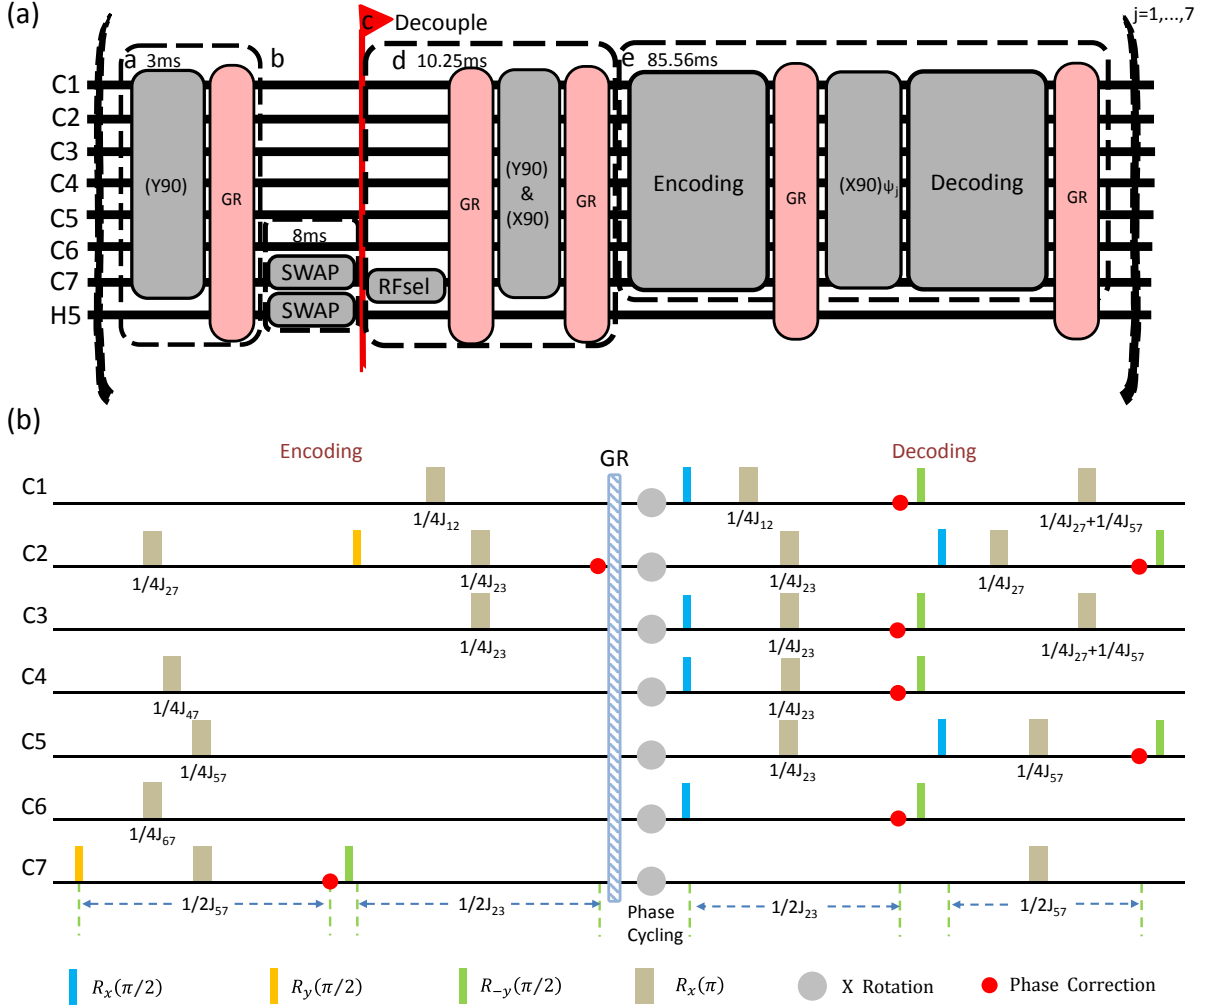 (a)
c Decouple
j=1,...,7
a 3ms
b
d 10.25ms
e 85.56ms
C1
C2
C3
C4
C5
C6
C7
H5
(Y90)
GR
8ms
SWAP
SWAP
RFsel
GR
(Y90)
&
(X90)
GR
Encoding
GR
(X90)ψj
Decoding
GR
(b)
Encoding
GR
Decoding
C1
1/4J12
1/4J12
1/4J27+1/4J57
C2
1/4J27
1/4J23
1/4J23
1/4J27
C3
1/4J23
1/4J23
1/4J27+1/4J57
C4
1/4J47
1/4J23
C5
1/4J57
1/4J23
1/4J57
C6
1/4J67
C7
1/2J57
1/2J23
Phase
Cycling
1/2J23
1/2J57
Rx(π/2)
Ry(π/2)
R−y(π/2)
Rx(π)
X Rotation
Phase Correction